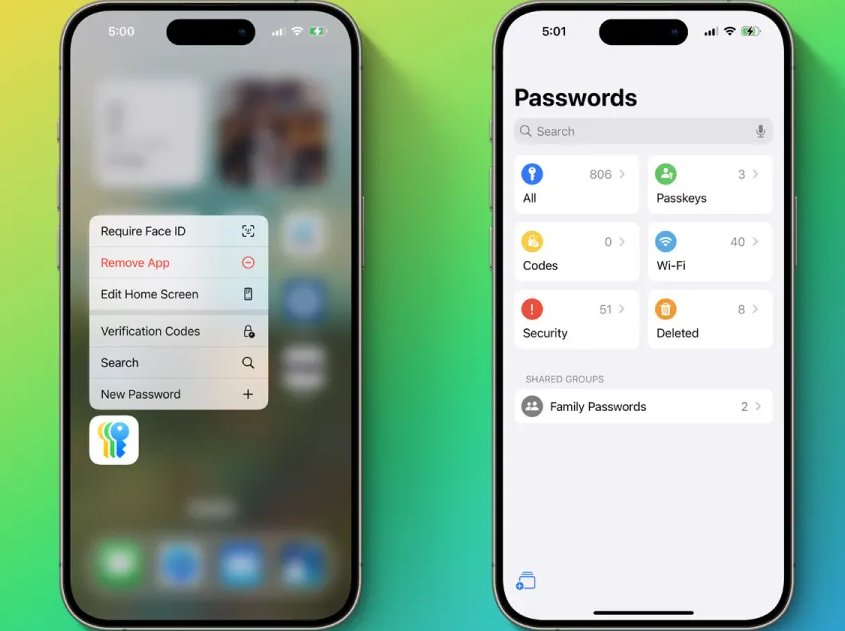 5:00
Require Face ID
Remove App
Edit Home Screen
Verification Codes
Search
New Password
5:01
Passwords
Search
806
All
3
Passkeys
0
Codes
40
Wi-Fi
51
Security
8
Deleted
SHARED GROUPS
Family Passwords 2